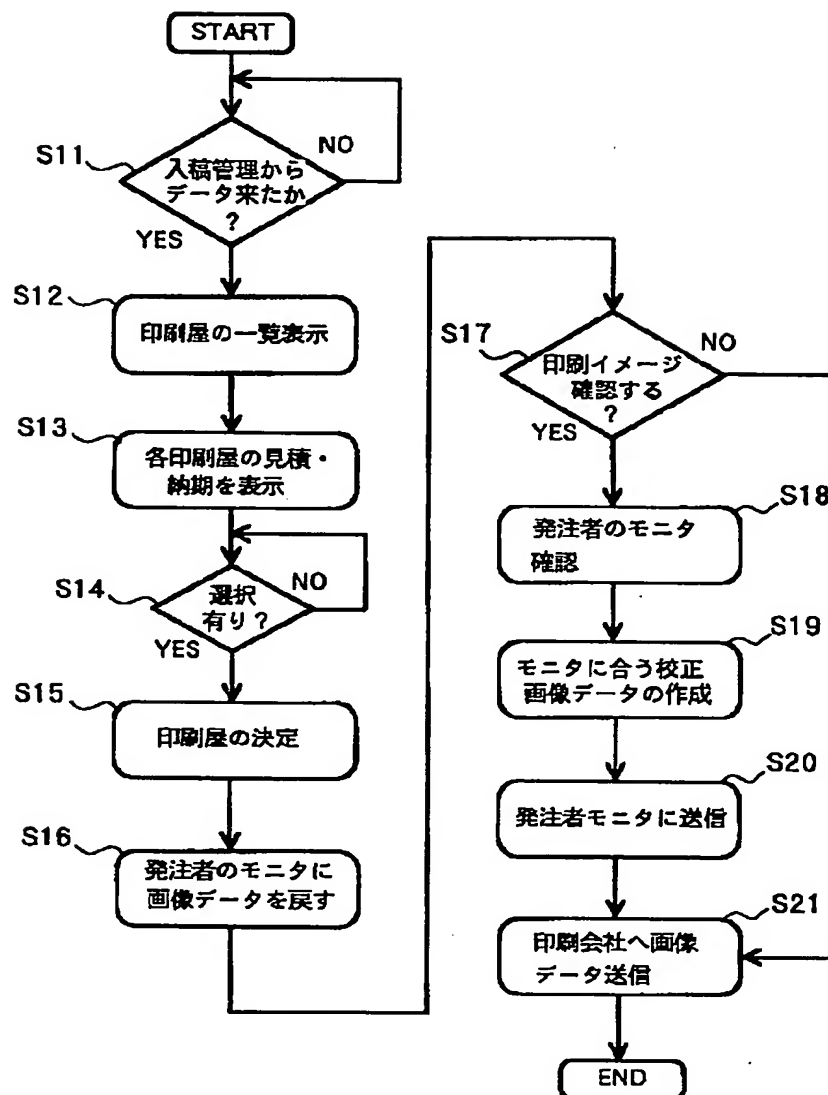 START
S11
入稿管理から
データ来たか
?
NO
YES
S12
印刷屋の一覧表示
S13
各印刷屋の見積・
納期を表示
S14
選択
有り?
NO
YES
S15
印刷屋の決定
S16
発注者のモニタに
画像データを戻す
S17
印刷イメージ
確認する
?
NO
YES
S18
発注者のモニタ
確認
S19
モニタに合う校正
画像データの作成
S20
発注者モニタに送信
S21
印刷会社へ画像
データ送信
END